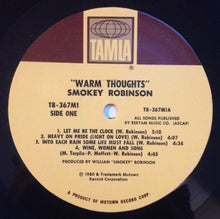 TAMLA
"WARM THOUGHTS"
SMOKEY ROBINSON
T8-367M1
SIDE ONE
T8-367M1A
ALL SONGS PUBLISHED
BY BERTAM MUSIC CO. (ASCAP)
1. LET ME BE THE CLOCK (W. Robinson) 5:10
2. HEAVY ON PRIDE (LIGHT ON LOVE) (W. Robinson) 4:07
3. INTO EACH RAIN SOME LIFE MUST FALL (W. Robinson) 3:34
4. WINE, WOMEN AND SONG
(M. Tarplin-P. Moffett-W. Robinson) 4:45
PRODUCED BY WILLIAM "SMOKEY" ROBINSON
© 1980 & Trademark Motown
Record Corporation
A PRODUCT OF MOTOWN RECORD CORP.